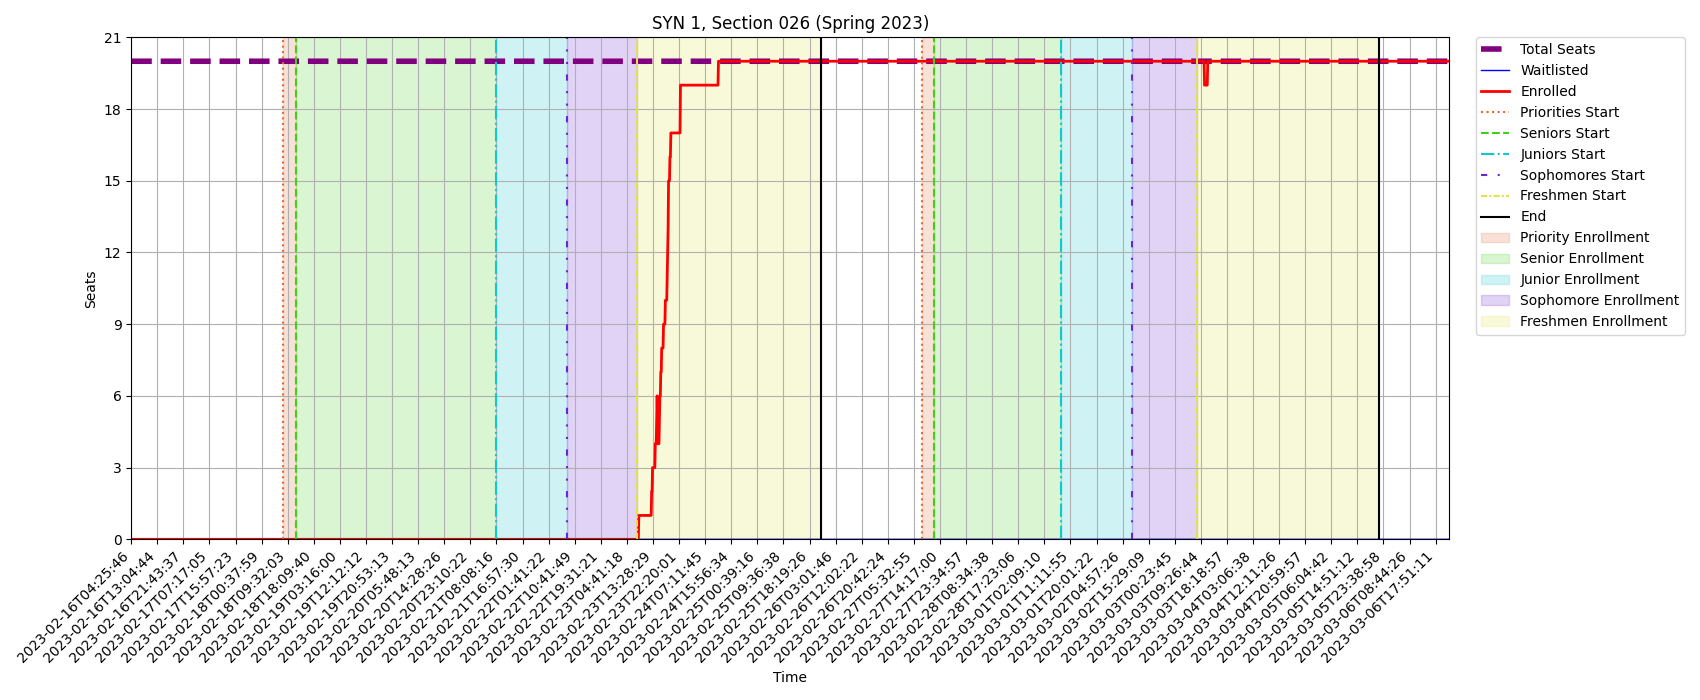 SYN 1, Section 026 (Spring 2023)
21
18
15
12
9
6
3
0
Seats
2023-02-16T04:25:46
2023-02-16T13:04:44
2023-02-16T21:43:37
2023-02-17T07:17:05
2023-02-17T15:57:23
2023-02-18T00:37:59
2023-02-18T09:32:03
2023-02-18T18:09:40
2023-02-19T03:16:00
2023-02-19T12:12:12
2023-02-19T20:53:13
2023-02-20T05:48:13
2023-02-20T14:28:26
2023-02-20T23:10:22
2023-02-21T08:08:16
2023-02-21T16:57:30
2023-02-22T01:41:22
2023-02-22T10:41:49
2023-02-22T19:31:21
2023-02-23T04:41:18
2023-02-23T13:28:29
2023-02-23T22:20:01
2023-02-24T07:11:45
2023-02-24T15:56:34
2023-02-25T00:39:16
2023-02-25T09:36:38
2023-02-25T18:19:26
2023-02-26T03:01:46
2023-02-26T12:02:22
2023-02-26T20:42:24
2023-02-27T05:32:55
2023-02-27T14:17:00
2023-02-27T23:34:57
2023-02-28T08:34:38
2023-02-28T17:23:06
2023-03-01T02:09:10
2023-03-01T11:11:55
2023-03-01T20:01:22
2023-03-02T04:57:26
2023-03-02T15:29:09
2023-03-03T00:23:45
2023-03-03T09:26:44
2023-03-03T18:18:57
2023-03-04T03:06:38
2023-03-04T12:11:26
2023-03-04T20:59:57
2023-03-05T06:04:42
2023-03-05T14:51:12
2023-03-05T23:38:58
2023-03-06T08:44:26
2023-03-06T17:51:11
Time
Total Seats
Waitlisted
Enrolled
Priorities Start
Seniors Start
Juniors Start
Sophomores Start
Freshmen Start
End
Priority Enrollment
Senior Enrollment
Junior Enrollment
Sophomore Enrollment
Freshmen Enrollment